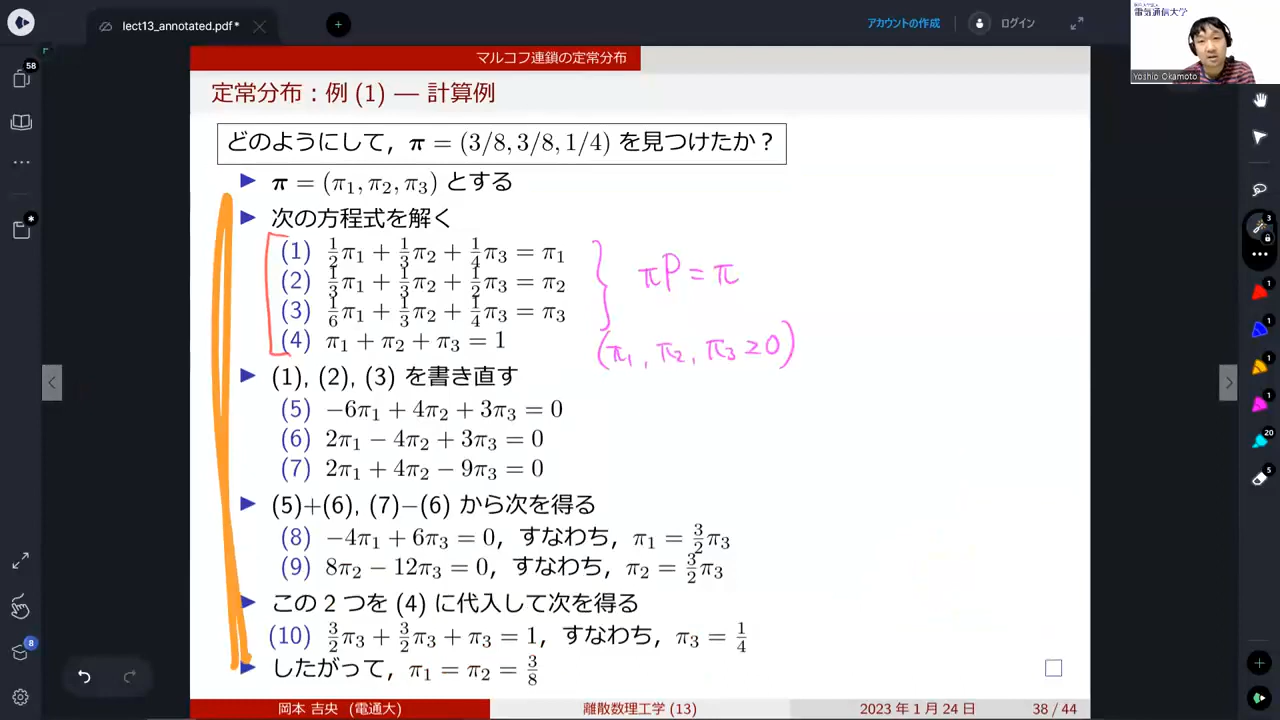 lect13_annotated.pdf*
アカウントの作成
ログイン
電気通信大学
Yoshio Okamoto
マルコフ連鎖の定常分布
定常分布：例 (1) — 計算例
どのようにして，π = (3/8, 3/8, 1/4) を見つけたか？
π = (π₁, π₂, π₃) とする
次の方程式を解く
(1) 1/2π₁ + 1/3π₂ + 1/4π₃ = π₁
(2) 1/3π₁ + 1/3π₂ + 1/2π₃ = π₂
(3) 1/6π₁ + 1/3π₂ + 1/4π₃ = π₃
(4) π₁ + π₂ + π₃ = 1
πP = π
(π₁, π₂, π₃ ≥ 0)
(1), (2), (3) を書き直す
(5) −6π₁ + 4π₂ + 3π₃ = 0
(6) 2π₁ − 4π₂ + 3π₃ = 0
(7) 2π₁ + 4π₂ − 9π₃ = 0
(5)+(6), (7)−(6) から次を得る
(8) −4π₁ + 6π₃ = 0，すなわち，π₁ = 3/2π₃
(9) 8π₂ − 12π₃ = 0，すなわち，π₂ = 3/2π₃
この 2 つを (4) に代入して次を得る
(10) 3/2π₃ + 3/2π₃ + π₃ = 1，すなわち，π₃ = 1/4
したがって，π₁ = π₂ = 3/8
岡本 吉央 (電通大)
離散数理工学 (13)
2023 年 1 月 24 日
38 / 44
58
8
3
1
1
1
1
20
5